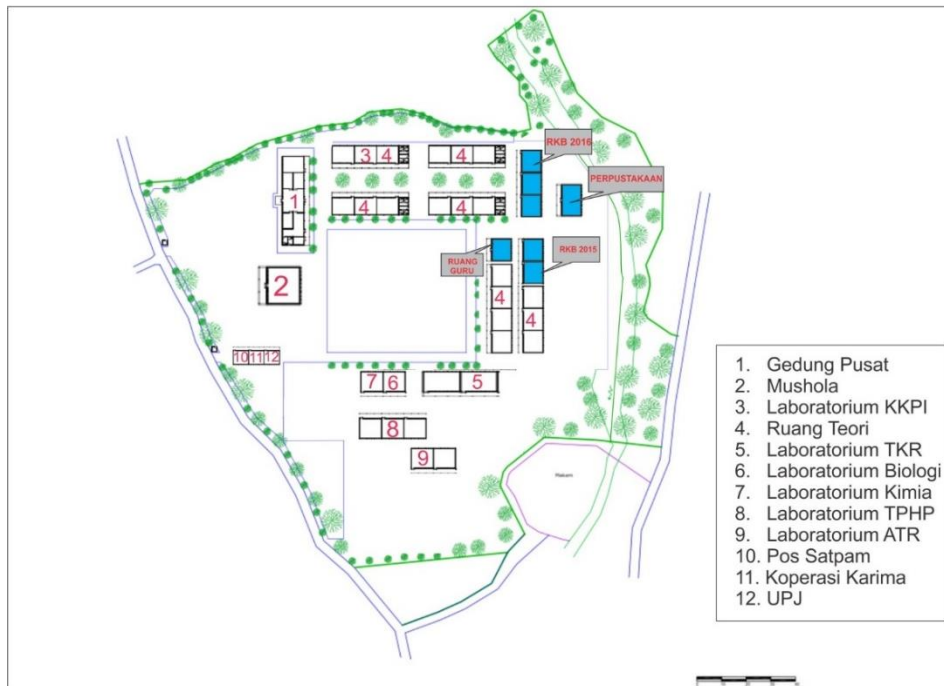 RKB 2016
3 4
4
PERPUSTAKAAN
1
4
4
RUANG
GURU
RKB 2015
2
4
4
10 11 12
7 6
5
8
9
Makam
1. Gedung Pusat
2. Mushola
3. Laboratorium KKPI
4. Ruang Teori
5. Laboratorium TKR
6. Laboratorium Biologi
7. Laboratorium Kimia
8. Laboratorium TPHP
9. Laboratorium ATR
10. Pos Satpam
11. Koperasi Karima
12. UPJ